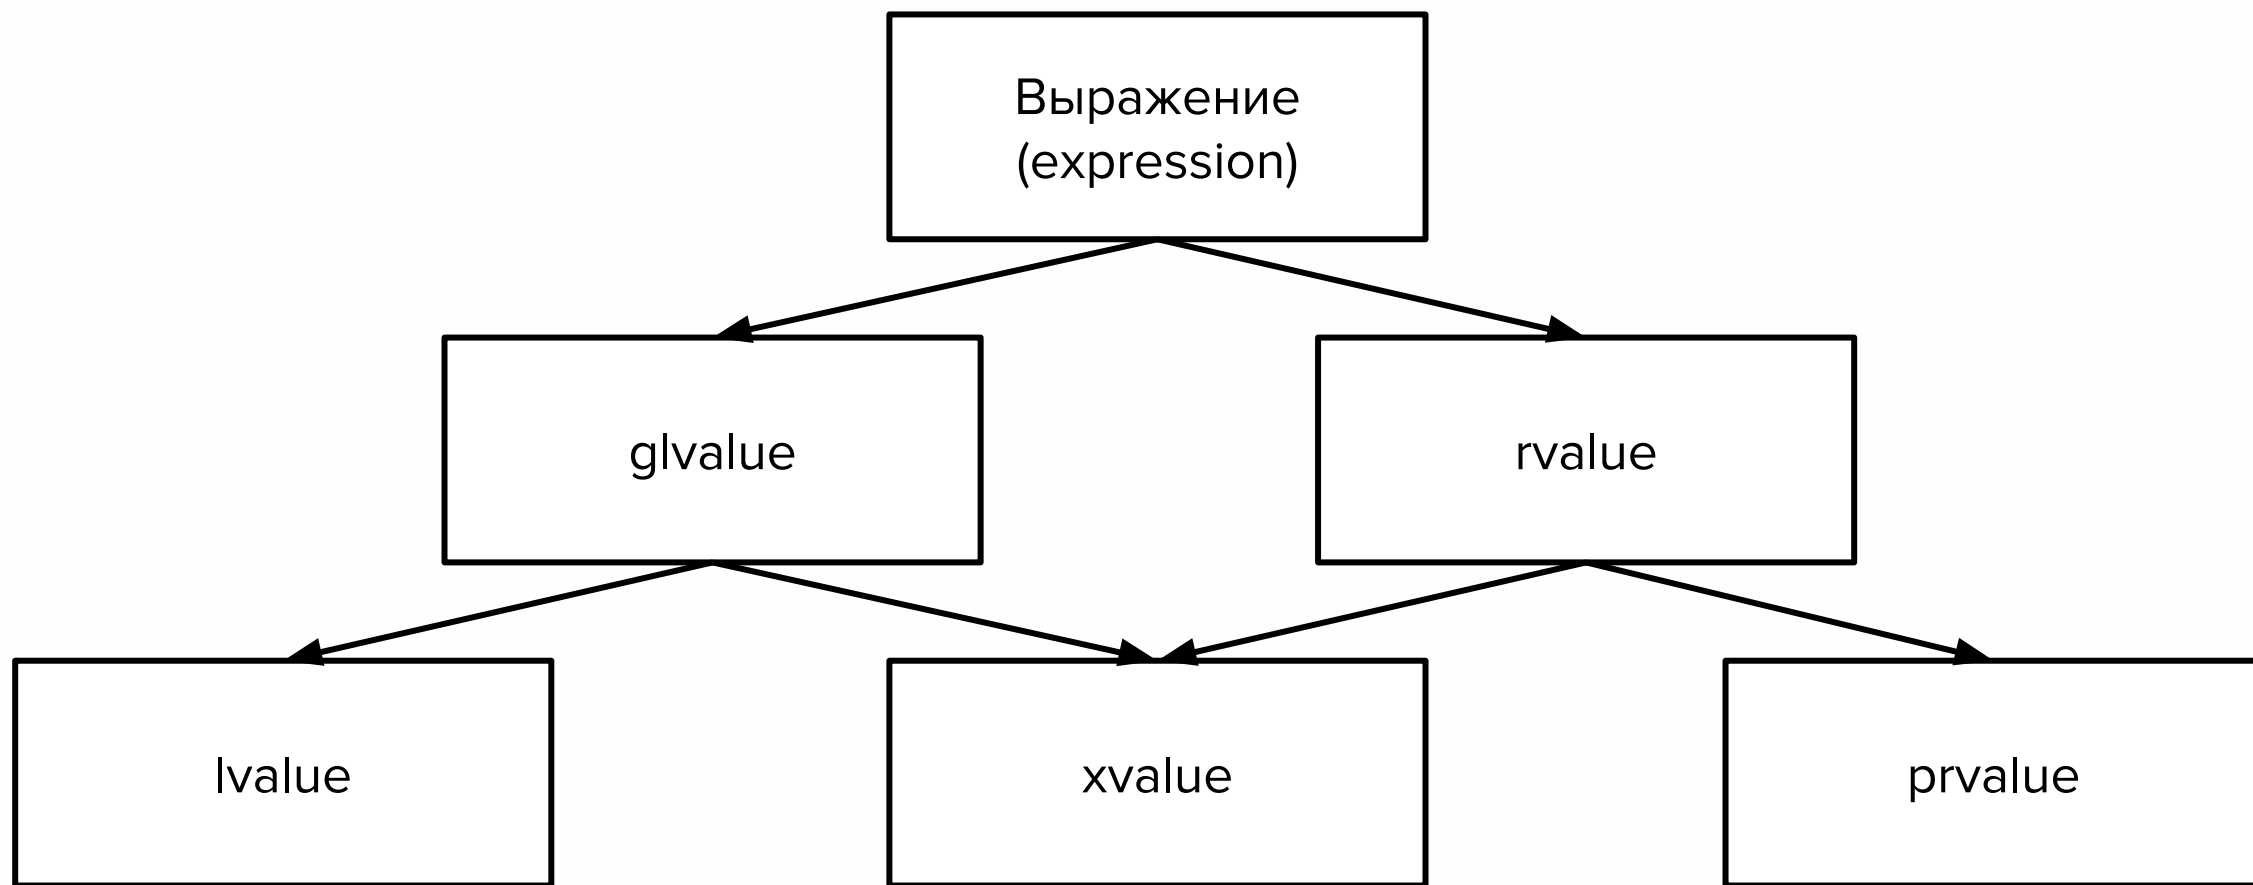 Выражение
(expression)
glvalue
rvalue
lvalue
xvalue
prvalue